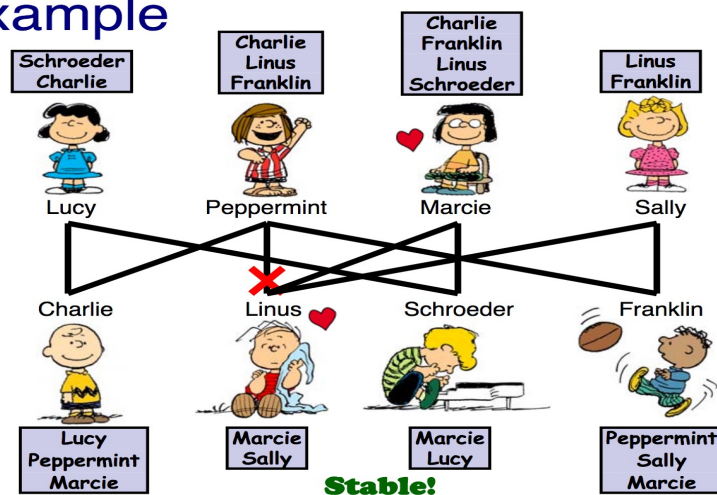 xample
Schroeder
Charlie
Charlie
Linus
Franklin
Charlie
Franklin
Linus
Schroeder
Linus
Franklin
Lucy
Peppermint
Marcie
Sally
Charlie
Linus
Schroeder
Franklin
Lucy
Peppermint
Marcie
Marcie
Sally
Marcie
Lucy
Peppermint
Sally
Marcie
Stable!